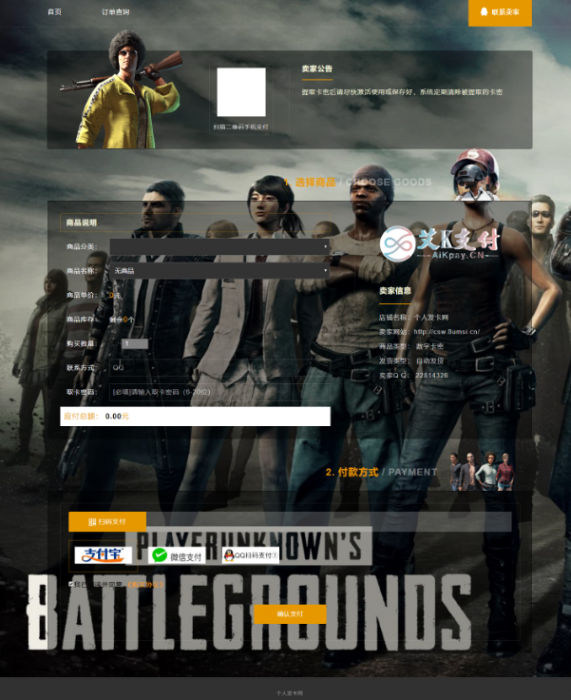 首页
订单查询
联系卖家
卖家公告
扫描二维码手机支付
1. 选择商品 / CHOOSE GOODS
商品说明
商品分类：
商品名称： 无商品
商品单价： 0元
商品库存： 剩余0个
购买数量： 1
联系方式： QQ
取卡密码： [必填]请输入取卡密码（6-20位）
应付总额： 0.00元
艾K支付
AiKpay.CN
卖家信息
店铺名称：个人发卡网
商品类型：数字卡密
发货类型：自动发货
卖家Q Q：22814328
2. 付款方式 / PAYMENT
扫码支付
支付宝
微信支付
QQ扫码支付
PLAYERUNKNOWN'S
BATTLEGROUNDS
确认支付
个人发卡网